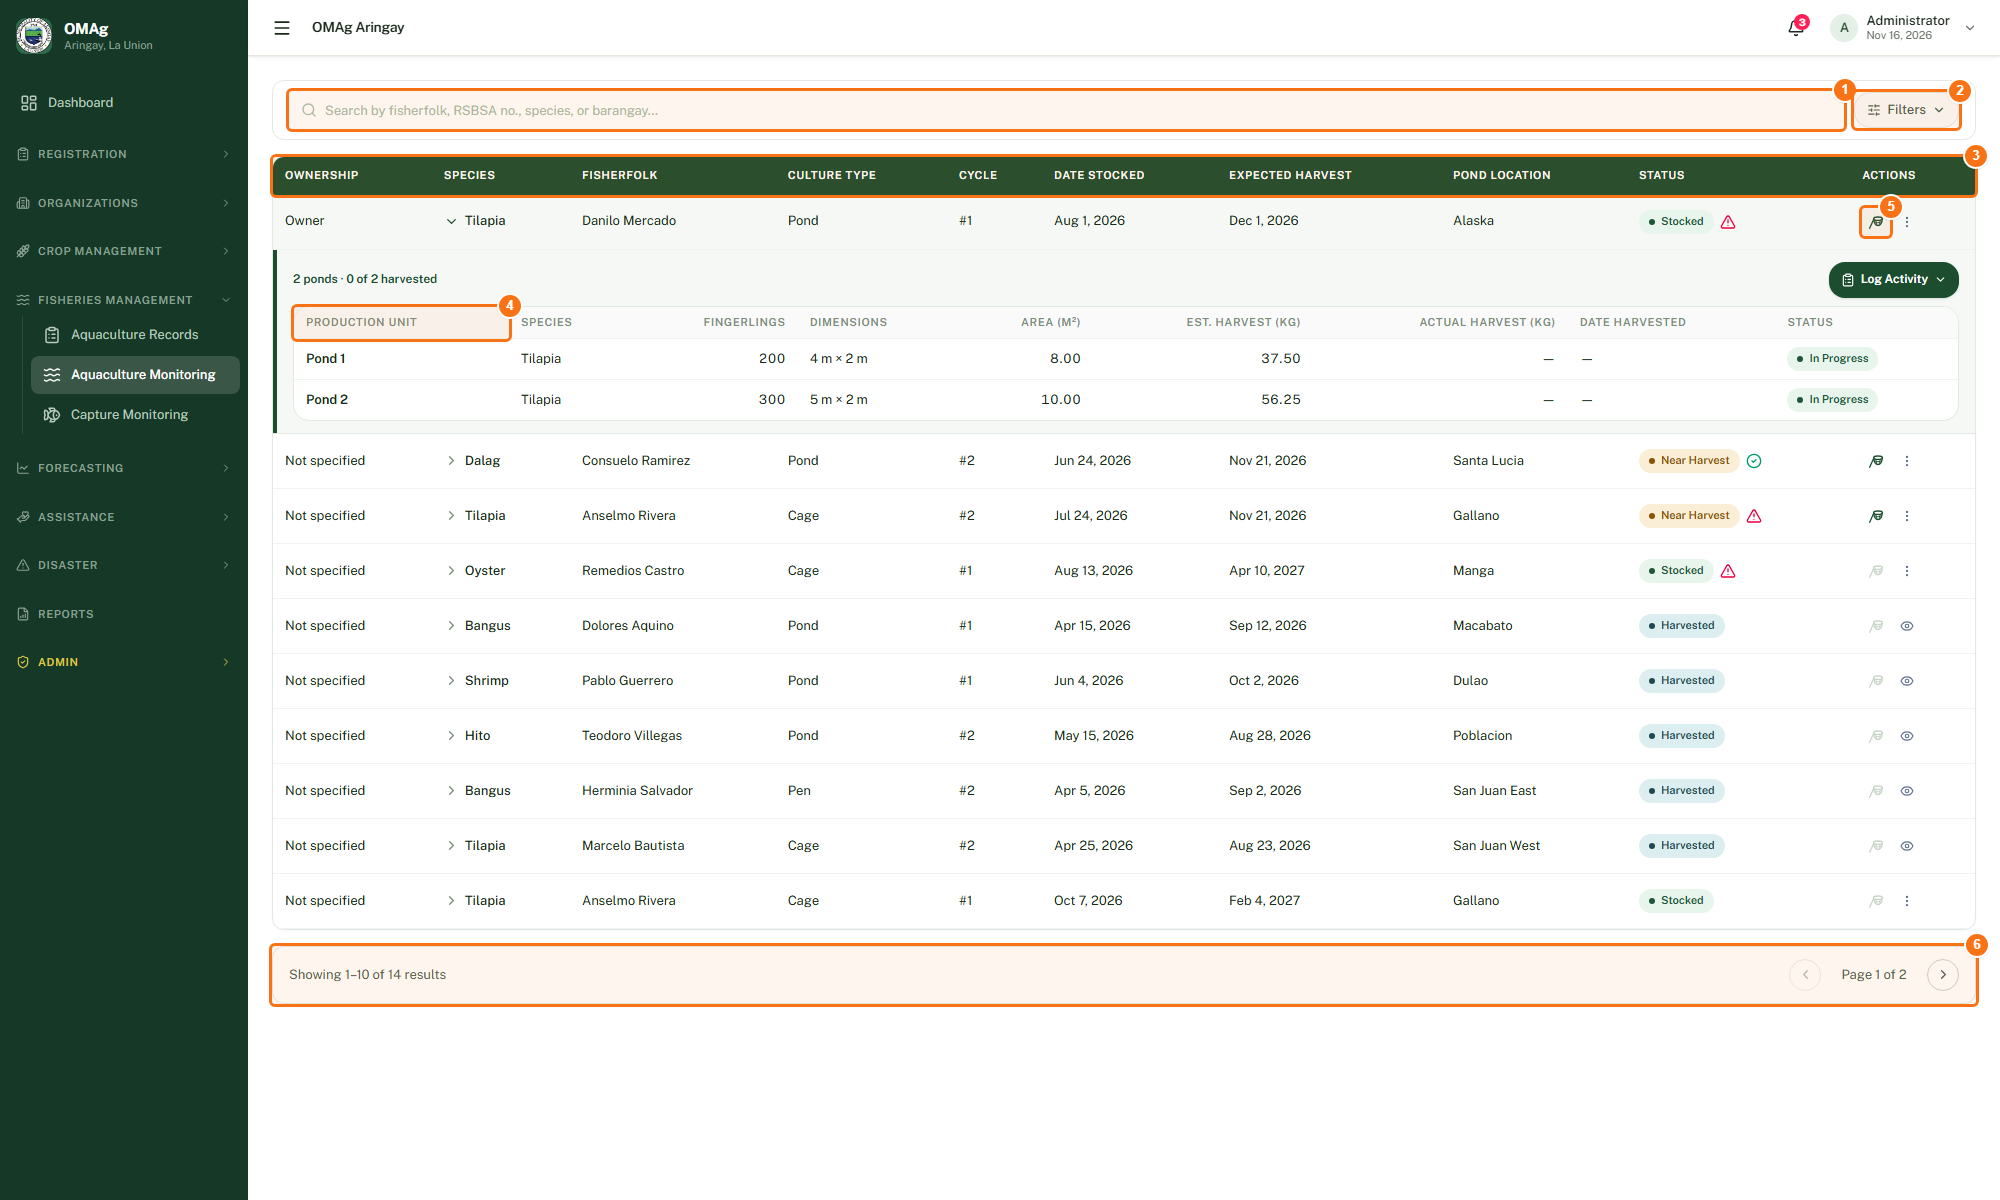 OMAg
Aringay, La Union
Dashboard
REGISTRATION
ORGANIZATIONS
CROP MANAGEMENT
FISHERIES MANAGEMENT
Aquaculture Records
Aquaculture Monitoring
Capture Monitoring
FORECASTING
ASSISTANCE
DISASTER
REPORTS
ADMIN
OMAg Aringay
3
A
Administrator
Nov 16, 2026
Search by fisherfolk, RSBSA no., species, or barangay...
1
Filters
2
3
OWNERSHIP SPECIES FISHERFOLK CULTURE TYPE CYCLE DATE STOCKED EXPECTED HARVEST POND LOCATION STATUS ACTIONS
Owner Tilapia Danilo Mercado Pond #1 Aug 1, 2026 Dec 1, 2026 Alaska Stocked
5
2 ponds · 0 of 2 harvested
Log Activity
4
PRODUCTION UNIT SPECIES FINGERLINGS DIMENSIONS AREA (M²) EST. HARVEST (KG) ACTUAL HARVEST (KG) DATE HARVESTED STATUS
Pond 1 Tilapia 200 4 m × 2 m 8.00 37.50 — — In Progress
Pond 2 Tilapia 300 5 m × 2 m 10.00 56.25 — — In Progress
Not specified Dalag Consuelo Ramirez Pond #2 Jun 24, 2026 Nov 21, 2026 Santa Lucia Near Harvest
Not specified Tilapia Anselmo Rivera Cage #2 Jul 24, 2026 Nov 21, 2026 Gallano Near Harvest
Not specified Oyster Remedios Castro Cage #1 Aug 13, 2026 Apr 10, 2027 Manga Stocked
Not specified Bangus Dolores Aquino Pond #1 Apr 15, 2026 Sep 12, 2026 Macabato Harvested
Not specified Shrimp Pablo Guerrero Pond #1 Jun 4, 2026 Oct 2, 2026 Dulao Harvested
Not specified Hito Teodoro Villegas Pond #2 May 15, 2026 Aug 28, 2026 Poblacion Harvested
Not specified Bangus Herminia Salvador Pen #2 Apr 5, 2026 Sep 2, 2026 San Juan East Harvested
Not specified Tilapia Marcelo Bautista Cage #2 Apr 25, 2026 Aug 23, 2026 San Juan West Harvested
Not specified Tilapia Anselmo Rivera Cage #1 Oct 7, 2026 Feb 4, 2027 Gallano Stocked
6
Showing 1–10 of 14 results
Page 1 of 2